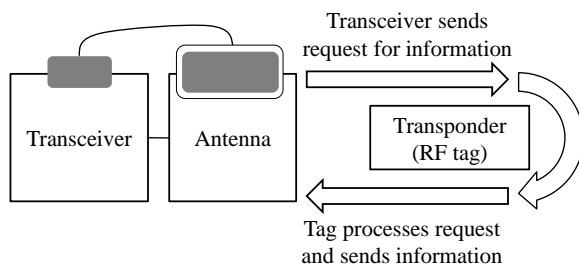 Transceiver sends
request for information
Transceiver
Antenna
Transponder
(RF tag)
Tag processes request
and sends information